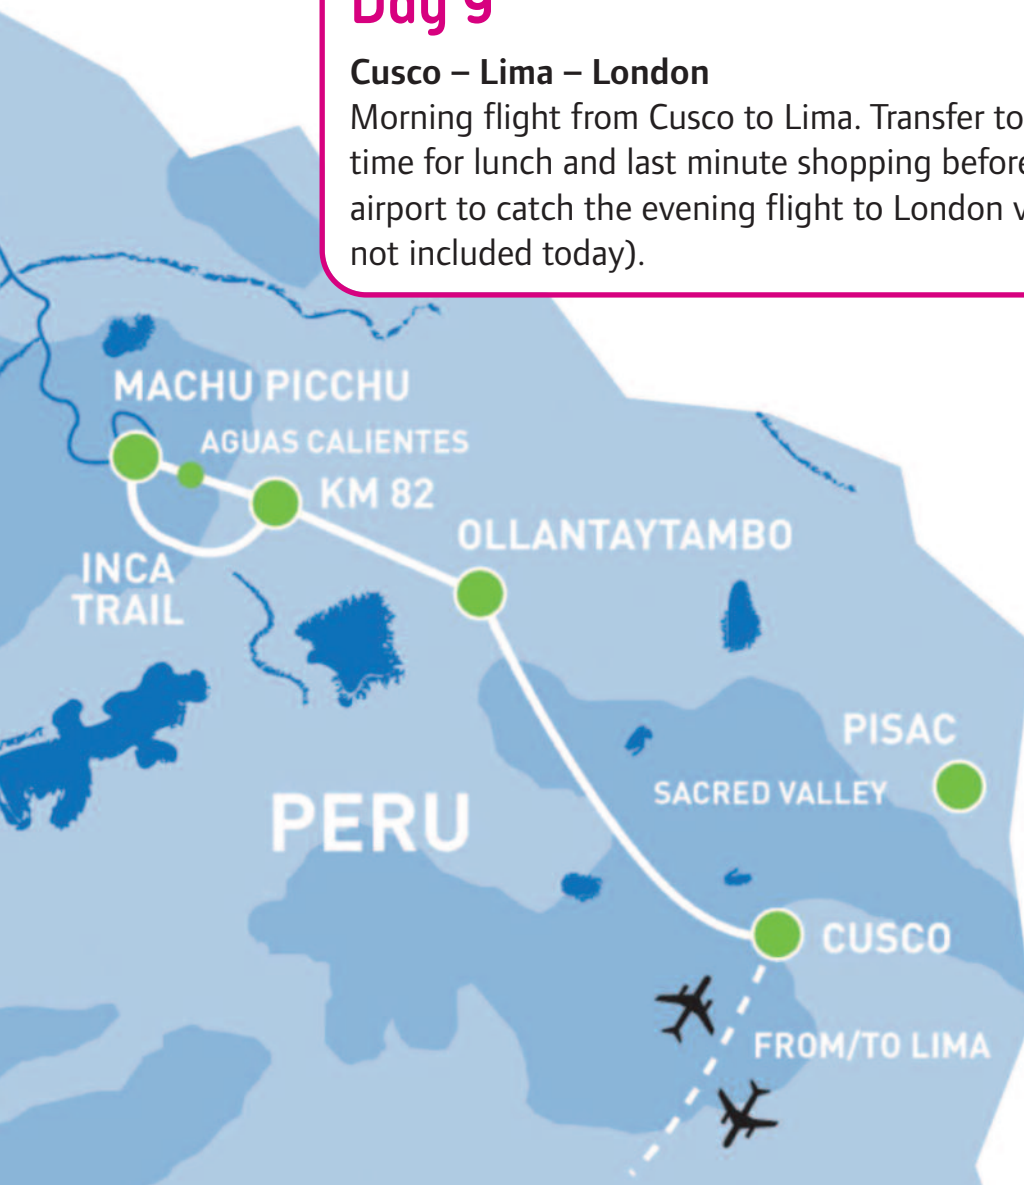 Day 9
Cusco – Lima – London
Morning flight from Cusco to Lima. Transfer to
time for lunch and last minute shopping before
airport to catch the evening flight to London
not included today).
MACHU PICCHU
AGUAS CALIENTES
KM 82
OLLANTAYTAMBO
INCA
TRAIL
PISAC
SACRED VALLEY
PERU
CUSCO
FROM/TO LIMA